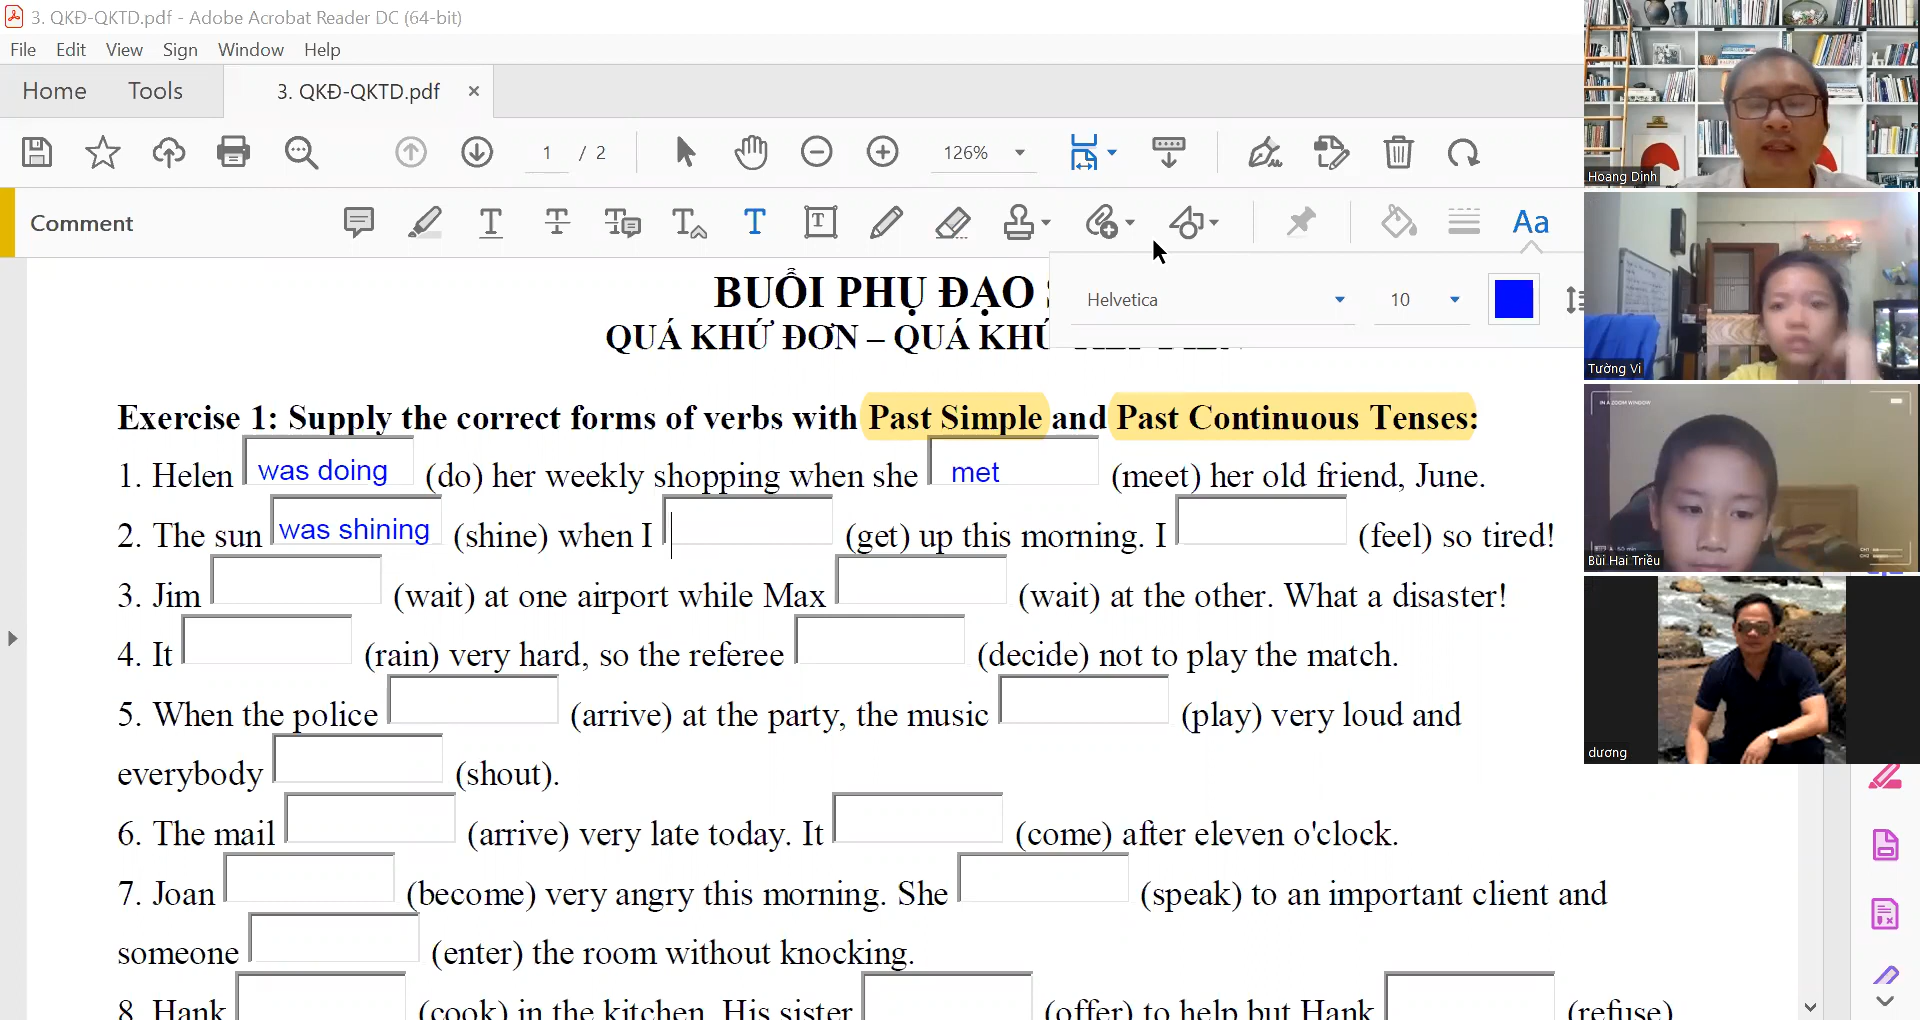 3. QKĐ-QKTD.pdf - Adobe Acrobat Reader DC (64-bit)
File Edit View Sign Window Help
Home Tools 3. QKĐ-QKTD.pdf ×
1 / 2 126%
Comment
Aa
Helvetica 10
BUỔI PHỤ ĐẠO
QUÁ KHỨ ĐƠN – QUÁ
Exercise 1: Supply the correct forms of verbs with Past Simple and Past Continuous Tenses:
1. Helen was doing (do) her weekly shopping when she met (meet) her old friend, June.
2. The sun was shining (shine) when I (get) up this morning. I (feel) so tired!
3. Jim (wait) at one airport while Max (wait) at the other. What a disaster!
4. It (rain) very hard, so the referee (decide) not to play the match.
5. When the police (arrive) at the party, the music (play) very loud and
everybody (shout).
6. The mail (arrive) very late today. It (come) after eleven o'clock.
7. Joan (become) very angry this morning. She (speak) to an important client and
someone (enter) the room without knocking.
8. Hank (cook) in the kitchen. His sister (offer) to help but Hank (refuse)
Hoang Dinh
Tường Vi
IN A ZOOM WINDOW
Bùi Hai Triều
dương